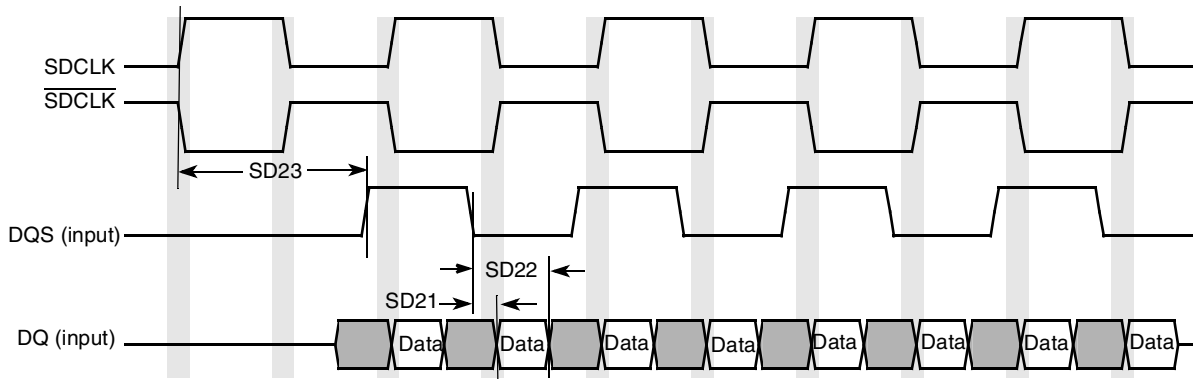 SDCLK
SDCLK
SD23
DQS (input)
SD22
SD21
DQ (input)
Data Data Data Data Data Data Data Data